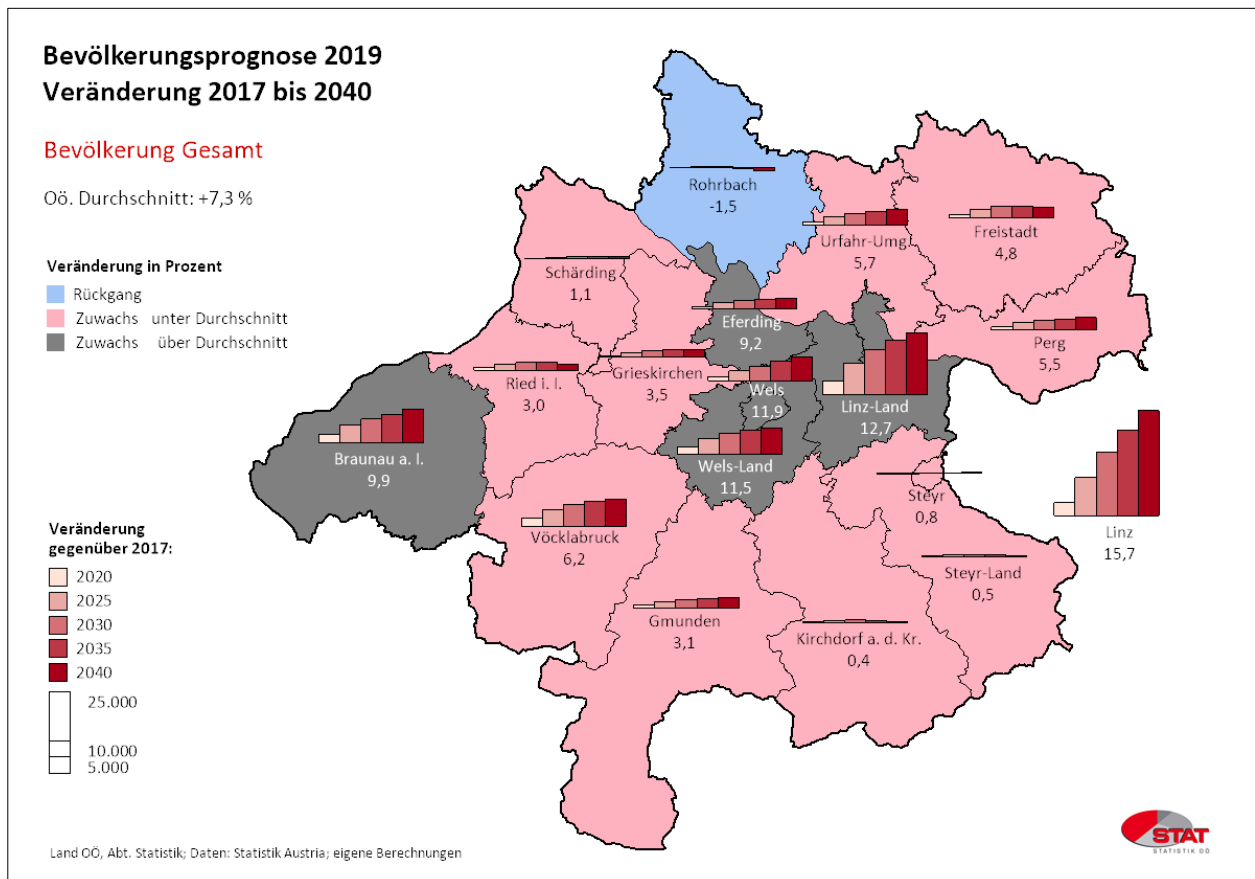 Bevölkerungsprognose 2019
Veränderung 2017 bis 2040
Bevölkerung Gesamt
Oö. Durchschnitt: +7,3 %
Veränderung in Prozent
Rückgang
Zuwachs unter Durchschnitt
Zuwachs über Durchschnitt
Rohrbach
-1,5
Urfahr-Umg
5,7
Freistadt
4,8
Schärding
1,1
Eferding
9,2
Perg
5,5
Ried i. I.
3,0
Grieskirchen
3,5
Wels
11,9
Linz-Land
12,7
Braunau a. I.
9,9
Wels-Land
11,5
Steyr
0,8
Linz
15,7
Vöcklabruck
6,2
Steyr-Land
0,5
Gmunden
3,1
Kirchdorf a. d. Kr.
0,4
Veränderung
gegenüber 2017:
2020
2025
2030
2035
2040
25.000
10.000
5.000
Land OÖ, Abt. Statistik; Daten: Statistik Austria; eigene Berechnungen
STAT
STATISTIK OÖ